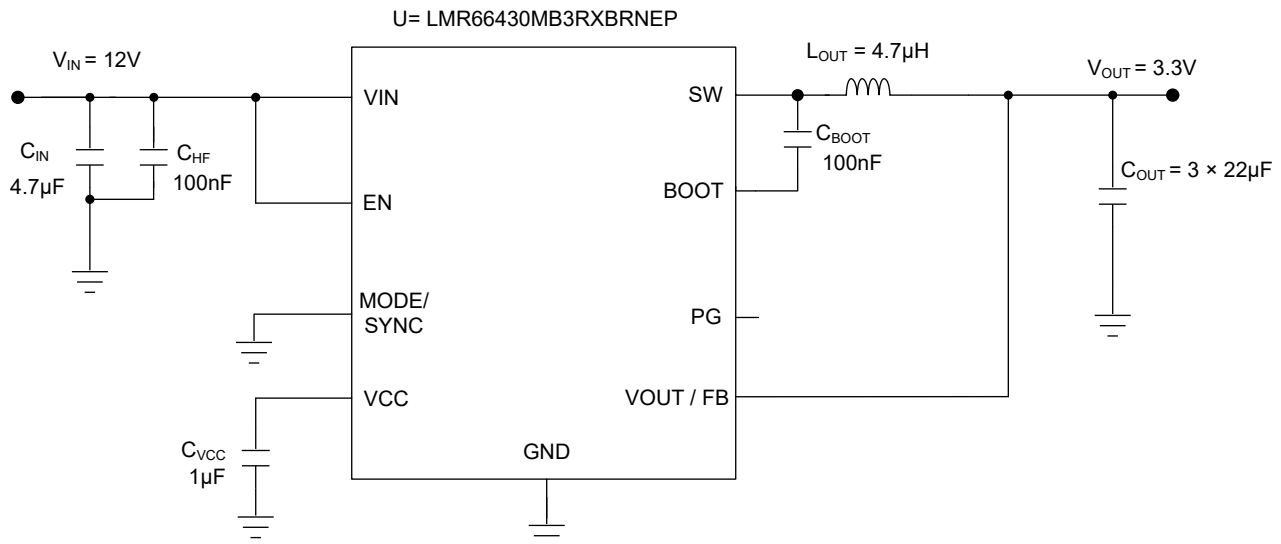 U= LMR66430MB3RXBRNEP
V_IN = 12V
L_OUT = 4.7µH
V_OUT = 3.3V
VIN
SW
C_IN
4.7µF
C_HF
100nF
C_BOOT
100nF
EN
BOOT
C_OUT = 3 × 22µF
MODE/
SYNC
PG
VCC
VOUT / FB
C_VCC
1µF
GND